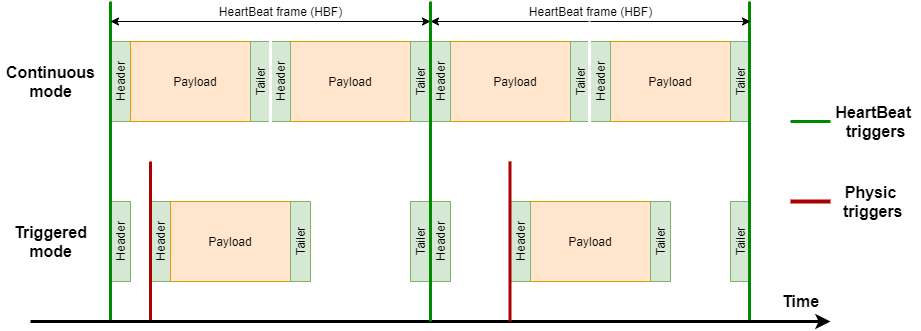 HeartBeat frame (HBF)
HeartBeat frame (HBF)
Continuous
mode
Header
Payload
Tailer
Header
Payload
Tailer
Header
Payload
Tailer
Header
Payload
Tailer
HeartBeat
triggers
Physic
triggers
Triggered
mode
Header
Header
Payload
Tailer
Tailer
Header
Header
Payload
Tailer
Tailer
Time